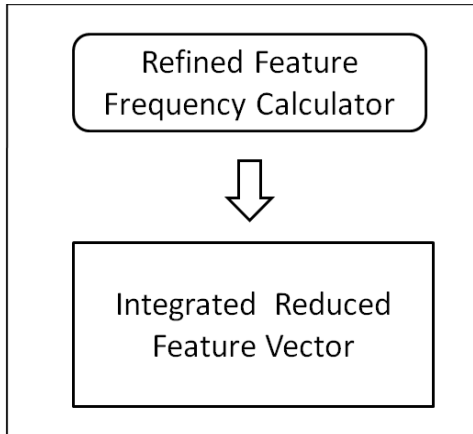 Refined Feature
Frequency Calculator
Integrated Reduced
Feature Vector